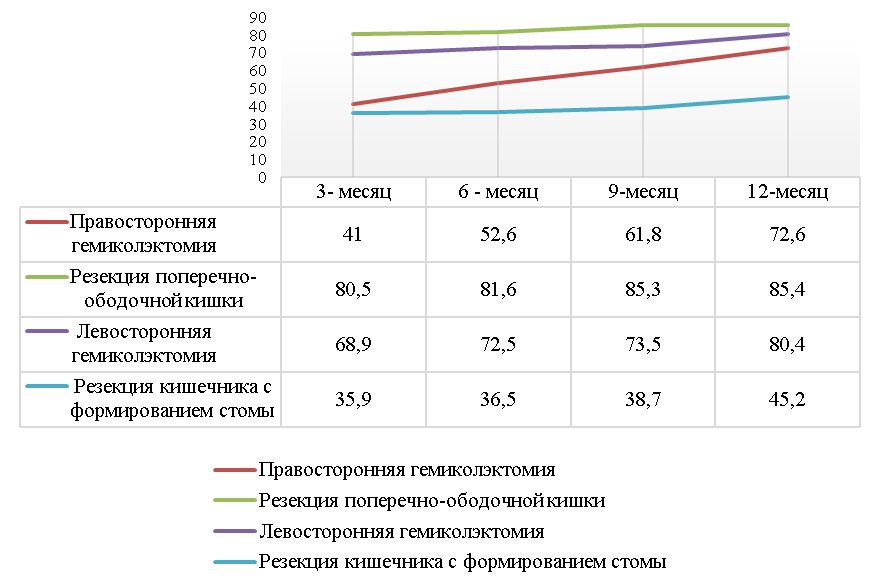 90
80
70
60
50
40
30
20
10
0
3- месяц 6 - месяц 9-месяц 12-месяц
Правосторонняя
гемиколэктомия
41 52,6 61,8 72,6
Резекция поперечно-
ободочной кишки
80,5 81,6 85,3 85,4
Левосторонняя
гемиколэктомия
68,9 72,5 73,5 80,4
Резекция кишечника с
формированием стомы
35,9 36,5 38,7 45,2
Правосторонняя гемиколэктомия
Резекция поперечно-ободочной кишки
Левосторонняя гемиколэктомия
Резекция кишечника с формированием стомы